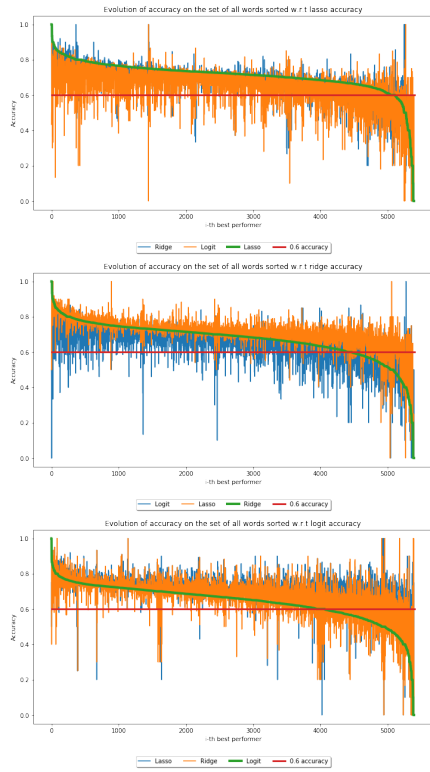 Evolution of accuracy on the set of all words sorted w r t lasso accuracy
1.0
0.8
0.6
0.4
0.2
0.0
Accuracy
0 1000 2000 3000 4000 5000
-th best performer
Ridge Logit Lasso 0.6 accuracy
Evolution of accuracy on the set of all words sorted w r t ridge accuracy
1.0
0.8
0.6
0.4
0.2
0.0
Accuracy
0 1000 2000 3000 4000 5000
-th best performer
Logit Lasso Ridge 0.6 accuracy
Evolution of accuracy on the set of all words sorted w r t logit accuracy
1.0
0.8
0.6
0.4
0.2
0.0
Accuracy
0 1000 2000 3000 4000 5000
-th best performer
Lasso Ridge Logit 0.6 accuracy